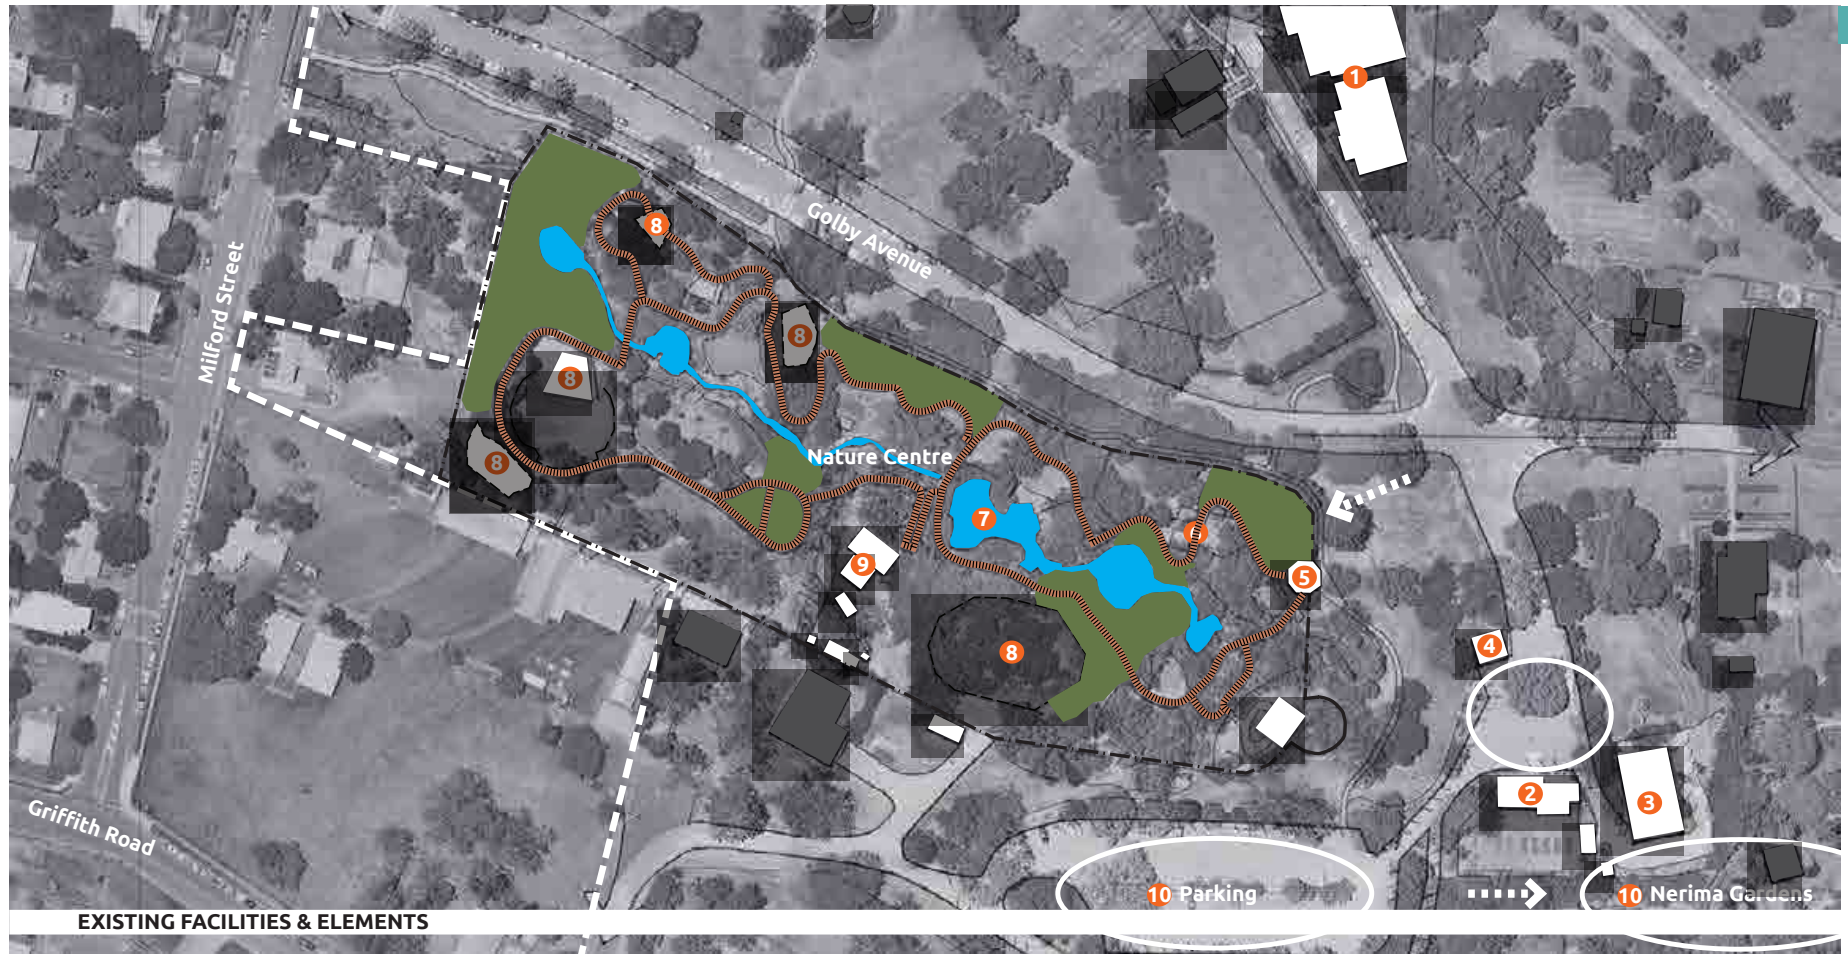 1
8
Golby Avenue
Milford Street
8
8
8
Nature Centre
7
9
5
8
4
2
3
Griffith Road
10 Parking
10 Nerima Gardens
EXISTING FACILITIES & ELEMENTS